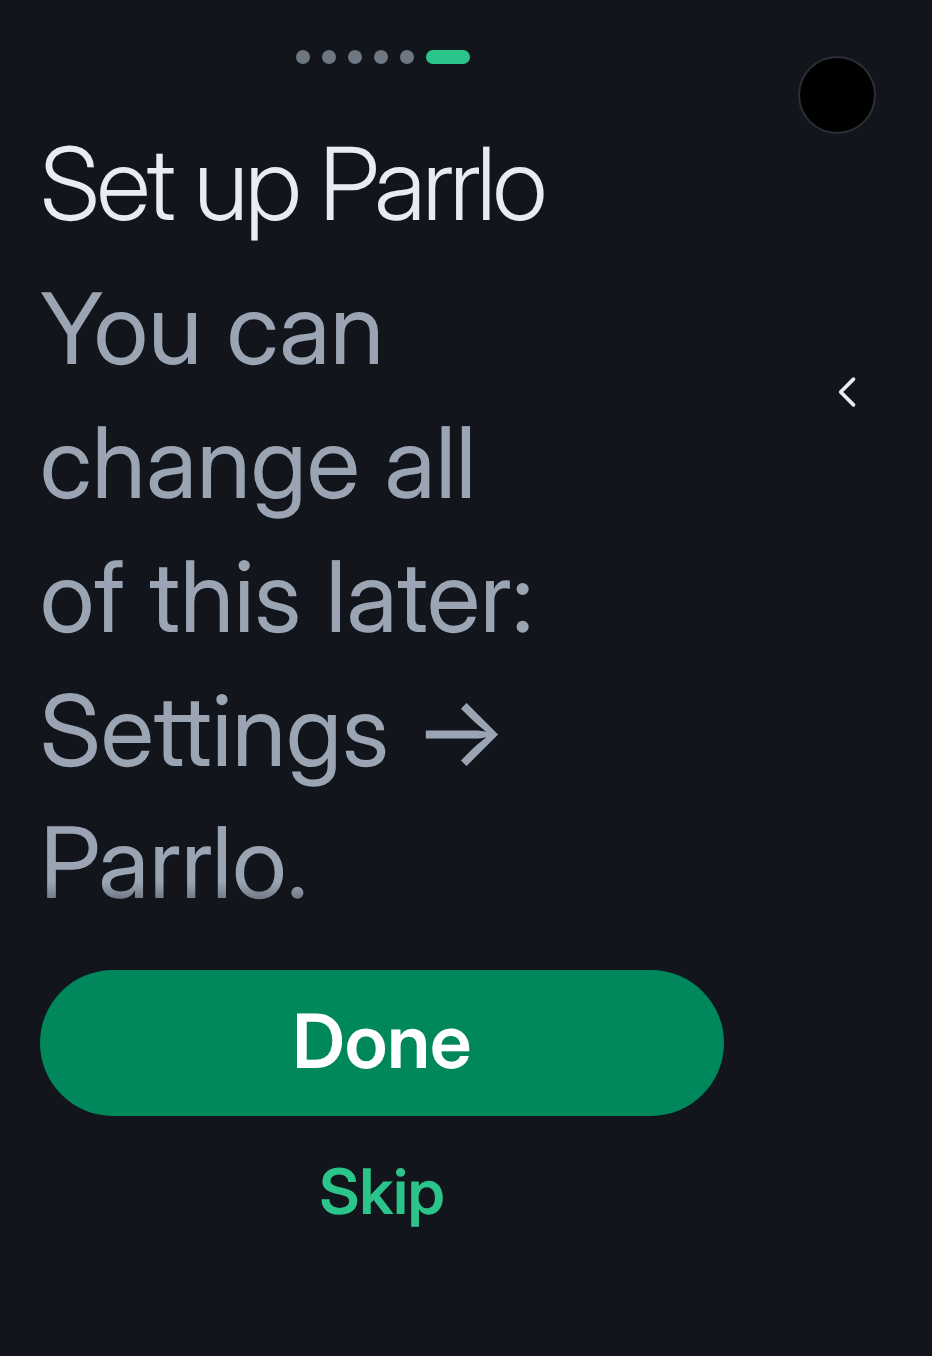 Set up Parrlo
You can
change all
of this later:
Settings →
Parrlo.
Done
Skip